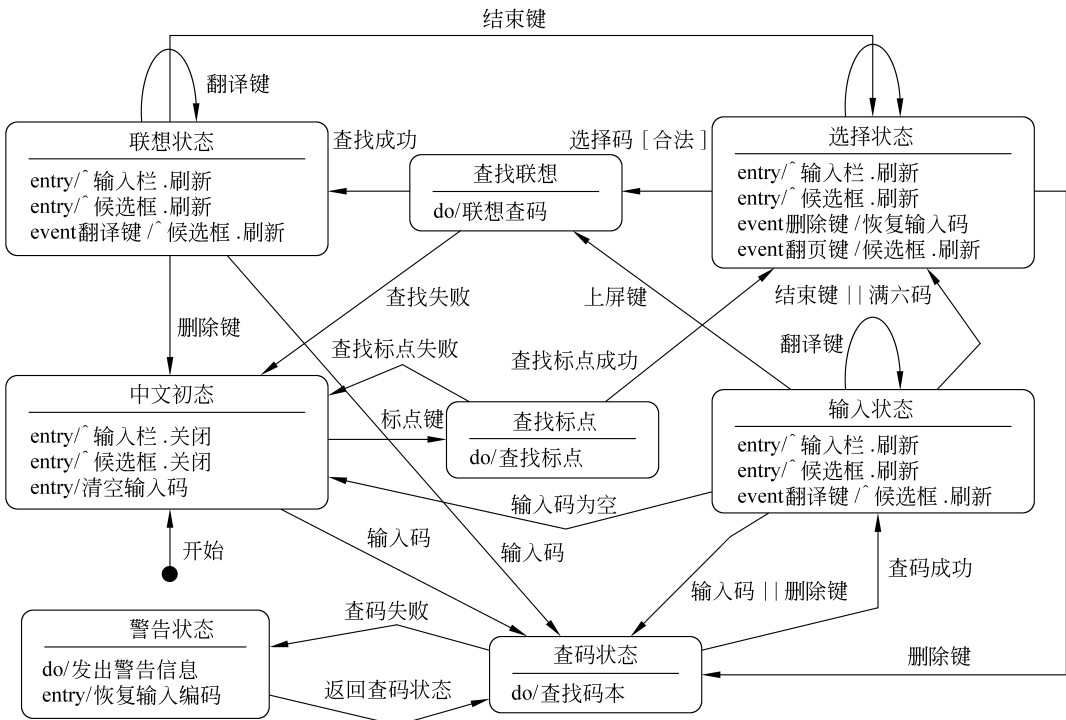 结束键
翻译键
联想状态
entry/^输入栏.刷新
entry/^候选框.刷新
event翻译键/^候选框.刷新
查找成功
查找联想
do/联想查码
选择码[合法]
选择状态
entry/^输入栏.刷新
entry/^候选框.刷新
event删除键/恢复输入码
event翻页键/候选框.刷新
删除键
查找失败
上屏键
结束键||满六码
查找标点失败
查找标点成功
翻译键
中文初态
entry/^输入栏.关闭
entry/^候选框.关闭
entry/清空输入码
标点键
查找标点
do/查找标点
输入状态
entry/^输入栏.刷新
entry/^候选框.刷新
event翻译键/^候选框.刷新
输入码为空
开始
输入码
输入码
输入码||删除键
查码成功
警告状态
do/发出警告信息
entry/恢复输入编码
查码失败
返回查码状态
查码状态
do/查找码本
删除键